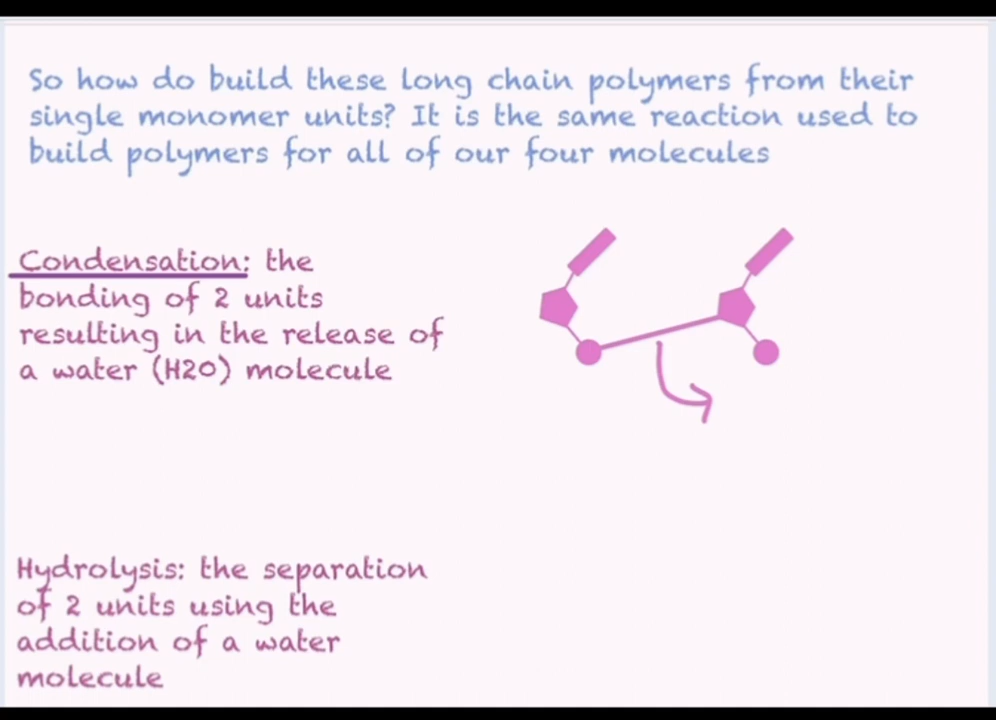 So how do build these long chain polymers from their
single monomer units? It is the same reaction used to
build polymers for all of our four molecules
Condensation: the
bonding of 2 units
resulting in the release of
a water (H2O) molecule
Hydrolysis: the separation
of 2 units using the
addition of a water
molecule